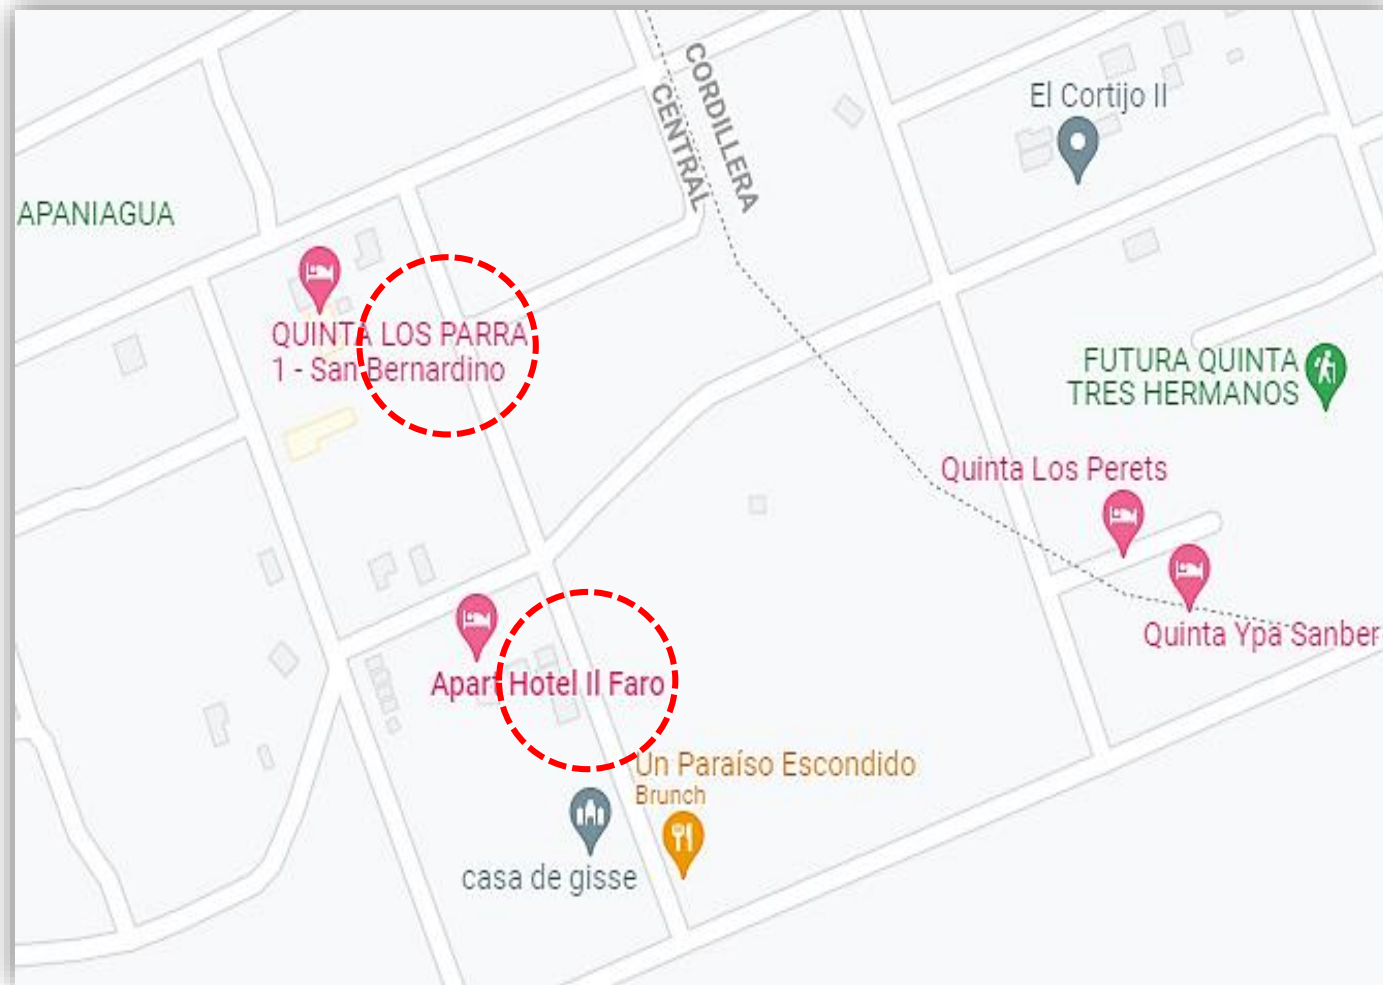 CORDILLERA
CENTRAL
El Cortijo II
APANIAGUA
QUINTA LOS PARRA
1 - San Bernardino
FUTURA QUINTA
TRES HERMANOS
Quinta Los Perets
Quinta Ypa Sanber
Apart Hotel Il Faro
Un Paraíso Escondido
Brunch
casa de gisse